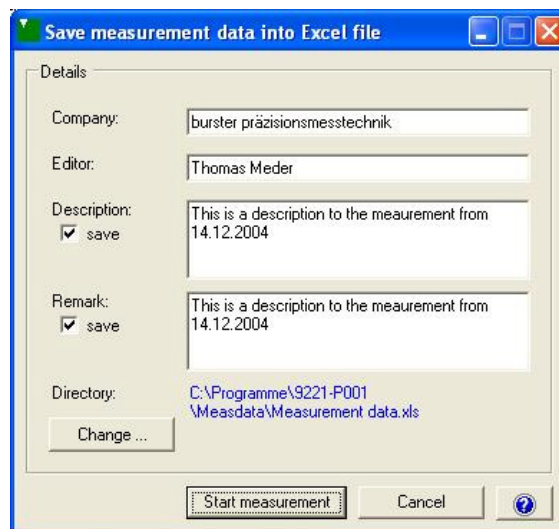 Save measurement data into Excel file
Details
Company:
burster präzisionsmesstechnik
Editor:
Thomas Meder
Description:
save
This is a description to the meaurement from
14.12.2004
Remark:
save
This is a description to the meaurement from
14.12.2004
Directory:
C:\Programme\9221-P001
\Measdata\Measurement data.xls
Change ...
Start measurement
Cancel
?